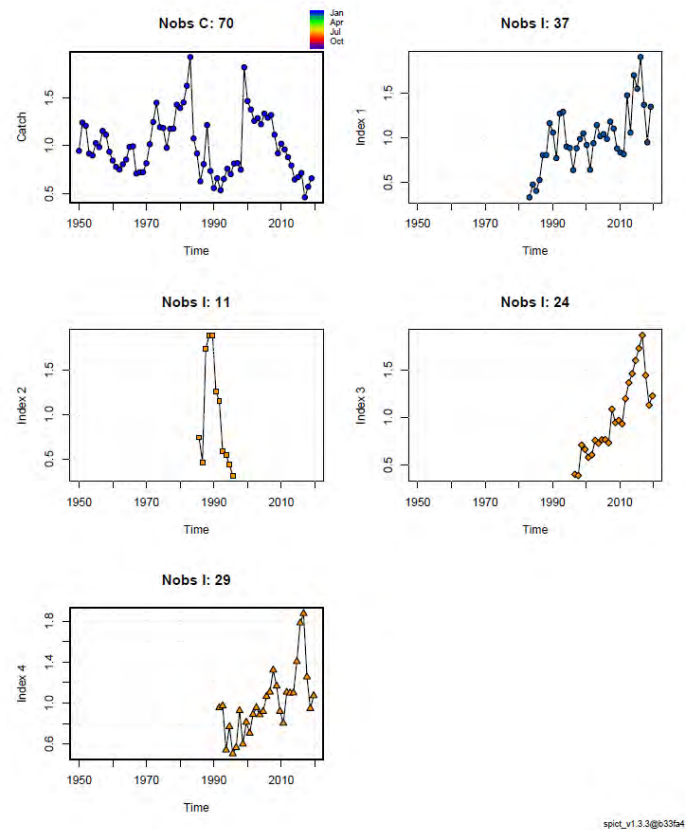 Nobs C: 70
Jan
Apr
Jul
Oct
Catch
0.5 1.0 1.5
1950 1970 1990 2010
Time
Nobs I: 37
Index 1
0.5 1.0 1.5
1950 1970 1990 2010
Time
Nobs I: 11
Index 2
0.5 1.0 1.5
1950 1970 1990 2010
Time
Nobs I: 24
Index 3
0.5 1.0 1.5
1950 1970 1990 2010
Time
Nobs I: 29
Index 4
0.6 1.0 1.4 1.8
1950 1970 1990 2010
Time
spict_v1.3.3@b33fa4